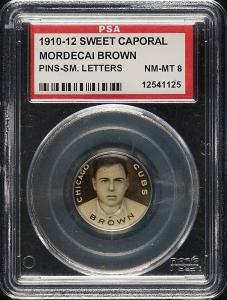 PSA
1910-12 SWEET CAPORAL
MORDECAI BROWN
PINS-SM. LETTERS NM-MT 8
12541125
CHICAGO CUBS
BROWN